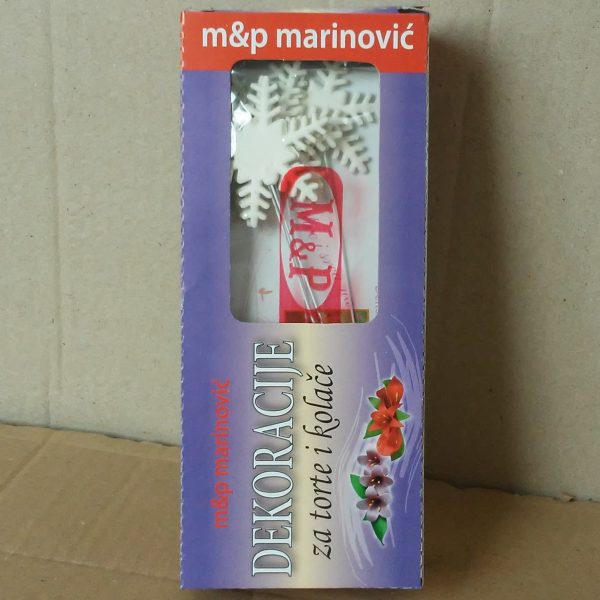 m&p marinović
M&P
m&p marinović
DEKORACIJE
za torte i kolače